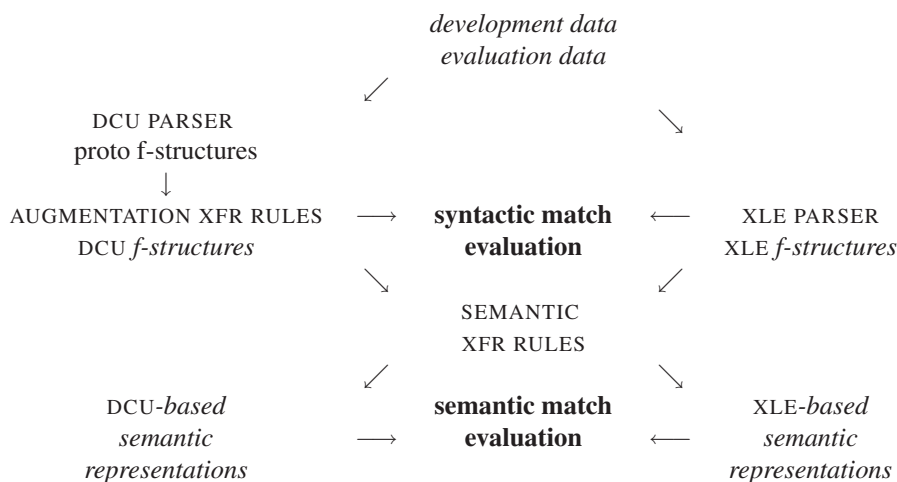 development data
evaluation data
↙
↘
DCU PARSER
proto f-structures
↓
AUGMENTATION XFR RULES → syntactic match ← XLE PARSER
DCU f-structures evaluation XLE f-structures
↘ ↙
SEMANTIC
XFR RULES
↙ ↘
DCU-based semantic match XLE-based
semantic → evaluation ← semantic
representations representations